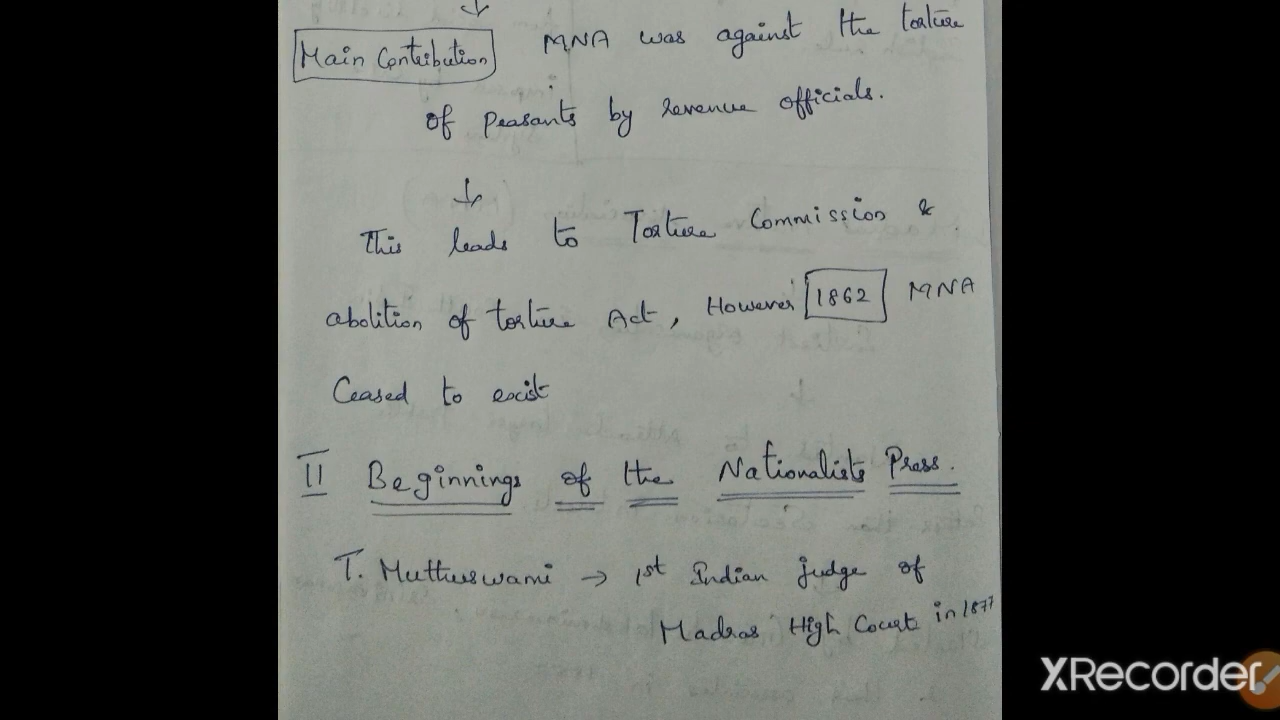 ↓
Main Contribution MNA was against the torture
of peasants by revenue officials.
↓
This leads to Torture Commission &
abolition of torture Act, However 1862 MNA
Ceased to exist
II Beginnings of the Nationalists Press.
T. Muthuswami → 1st Indian judge of
Madras High Court in 1877
XRecorder